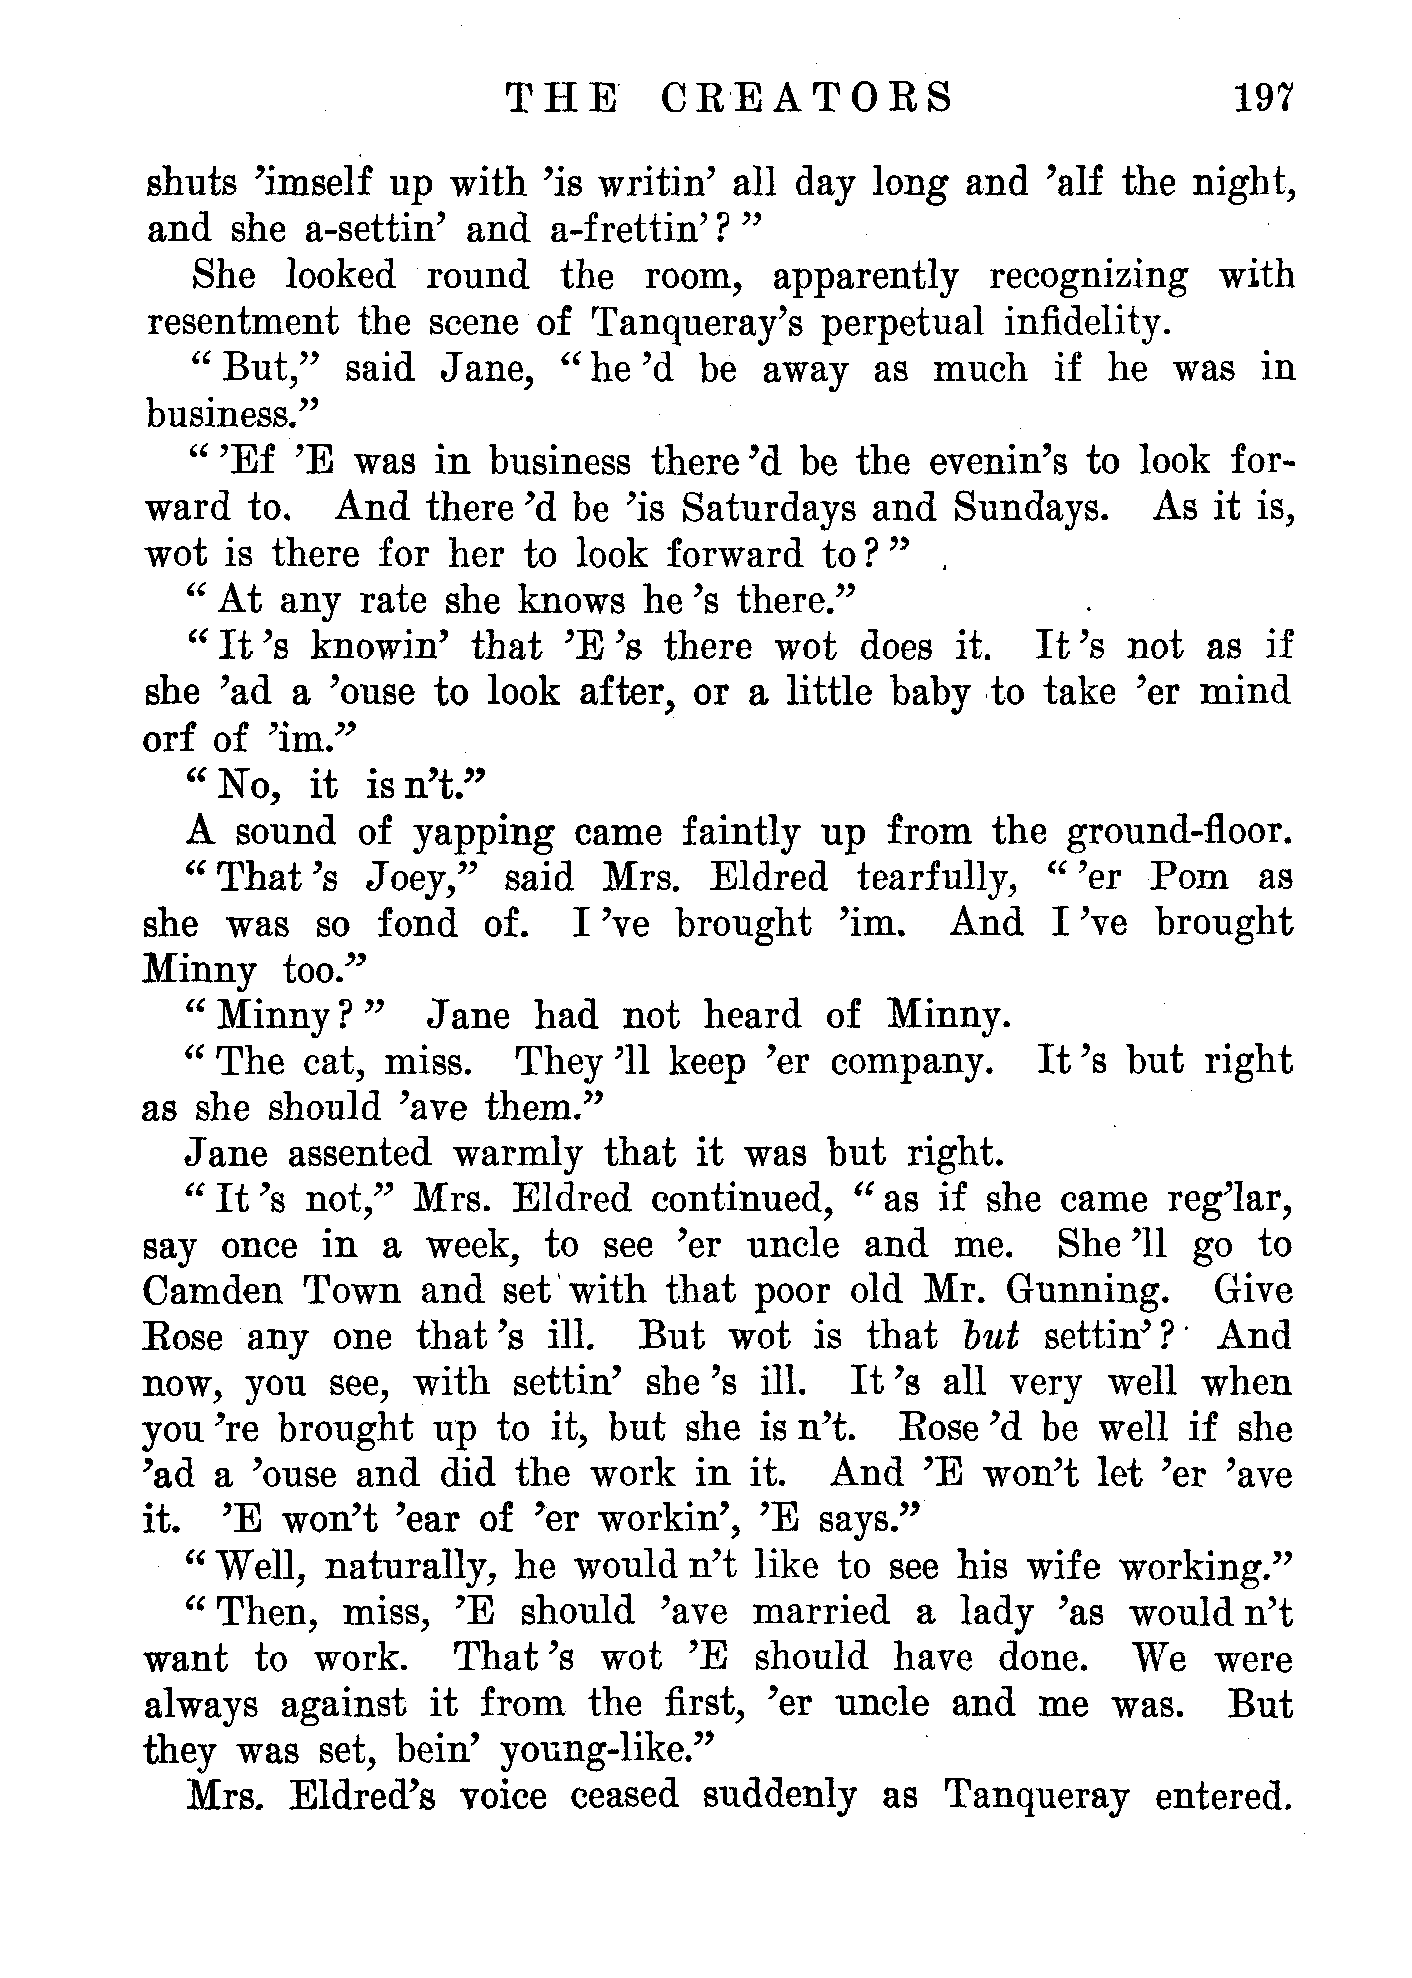 THE CREATORS 197
shuts ’imself up with ’is writin’ all day long and ’alf the night,
and she a-settin’ and a-frettin’? ”
She looked round the room, apparently recognizing with
resentment the scene of Tanqueray’s perpetual infidelity.
“ But,” said Jane, “ he ’d be away as much if he was in
business.”
“ ’Ef ’E was in business there ’d be the evenin’s to look for-
ward to. And there ’d be ’is Saturdays and Sundays. As it is,
wot is there for her to look forward to? ”
“ At any rate she knows he ’s there.”
“ It ’s knowin’ that ’E ’s there wot does it. It ’s not as if
she ’ad a ’ouse to look after, or a little baby to take ’er mind
orf of ’im.”
“ No, it is n’t.”
A sound of yapping came faintly up from the ground-floor.
“ That ’s Joey,” said Mrs. Eldred tearfully, “ ’er Pom as
she was so fond of. I ’ve brought ’im. And I ’ve brought
Minny too.”
“ Minny? ” Jane had not heard of Minny.
“ The cat, miss. They ’ll keep ’er company. It ’s but right
as she should ’ave them.”
Jane assented warmly that it was but right.
“ It ’s not,” Mrs. Eldred continued, “ as if she came reg’lar,
say once in a week, to see ’er uncle and me. She ’ll go to
Camden Town and set with that poor old Mr. Gunning. Give
Rose any one that ’s ill. But wot is that but settin’? And
now, you see, with settin’ she ’s ill. It ’s all very well when
you ’re brought up to it, but she is n’t. Rose ’d be well if she
’ad a ’ouse and did the work in it. And ’E won’t let ’er ’ave
it. ’E won’t ’ear of ’er workin’, ’E says.”
“ Well, naturally, he would n’t like to see his wife working.”
“ Then, miss, ’E should ’ave married a lady ’as would n’t
want to work. That ’s wot ’E should have done. We were
always against it from the first, ’er uncle and me was. But
they was set, bein’ young-like.”
Mrs. Eldred’s voice ceased suddenly as Tanqueray entered.